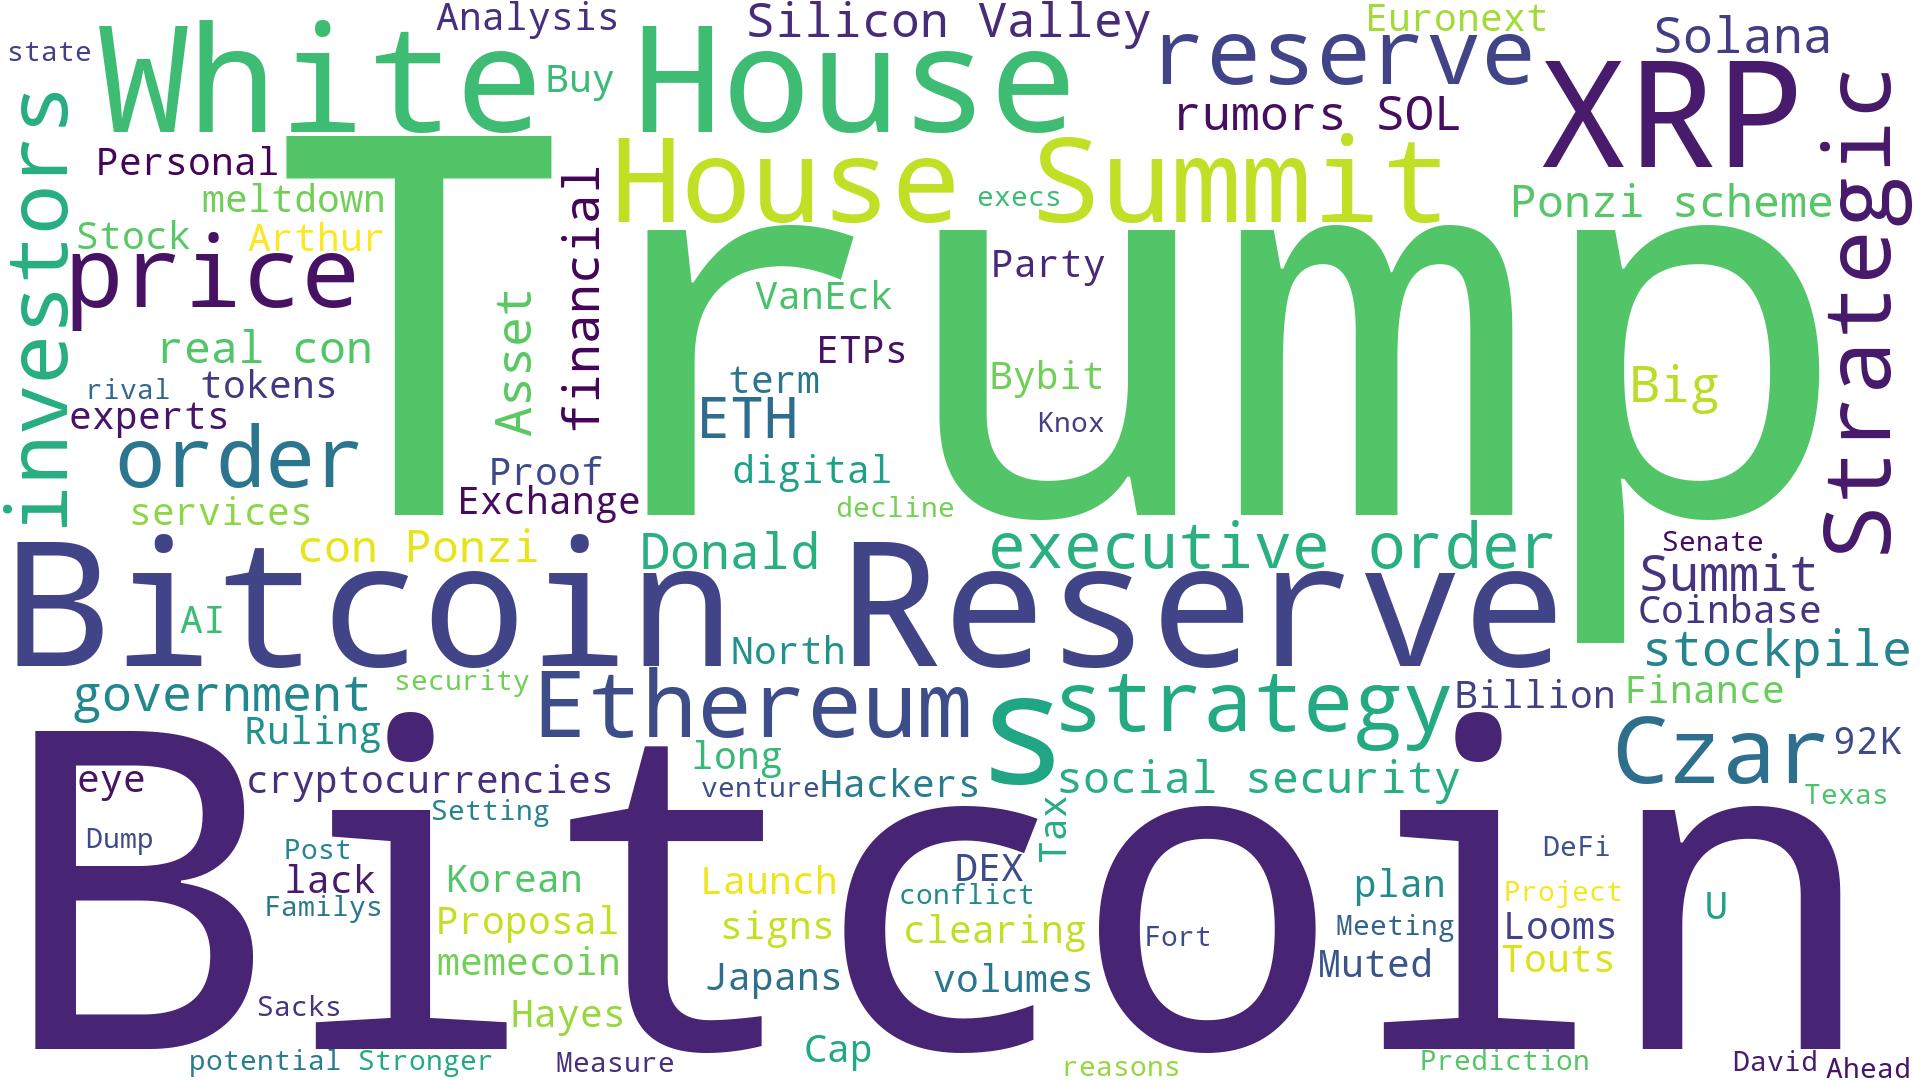 Analysis
Silicon Valley
Euronext
state
White House
Buy
reserve
Solana
rumors
SOL
XRP
investors
Strategic
Personal
House Summit
meltdown
financial
execs
Ponzi scheme
Stock
Arthur
Trump
price
Party
VanEck
Asset
real con
ETPs
rival
tokens
term
Bybit
Big
experts
ETH
Knox
order
Proof
digital
services
Exchange
decline
con Ponzi
Donald
executive order
Senate
Summit
Bitcoin Reserve
AI
Coinbase
North
stockpile
government
security
Ethereum
s
strategy
Billion
Finance
Ruling
long
Czar
92K
eye
cryptocurrencies
venture
Hackers
social security
Texas
Setting
Tax
Bitcoin
Dump
Post
DeFi
lack
Korean
Launch
DEX
plan
Project
Familys
conflict
U
Proposal
signs
clearing
Fort
Meeting
Looms
memecoin
Japans
volumes
Muted
Touts
Sacks
Hayes
potential
Stronger
Measure
Cap
reasons
Prediction
David
Ahead